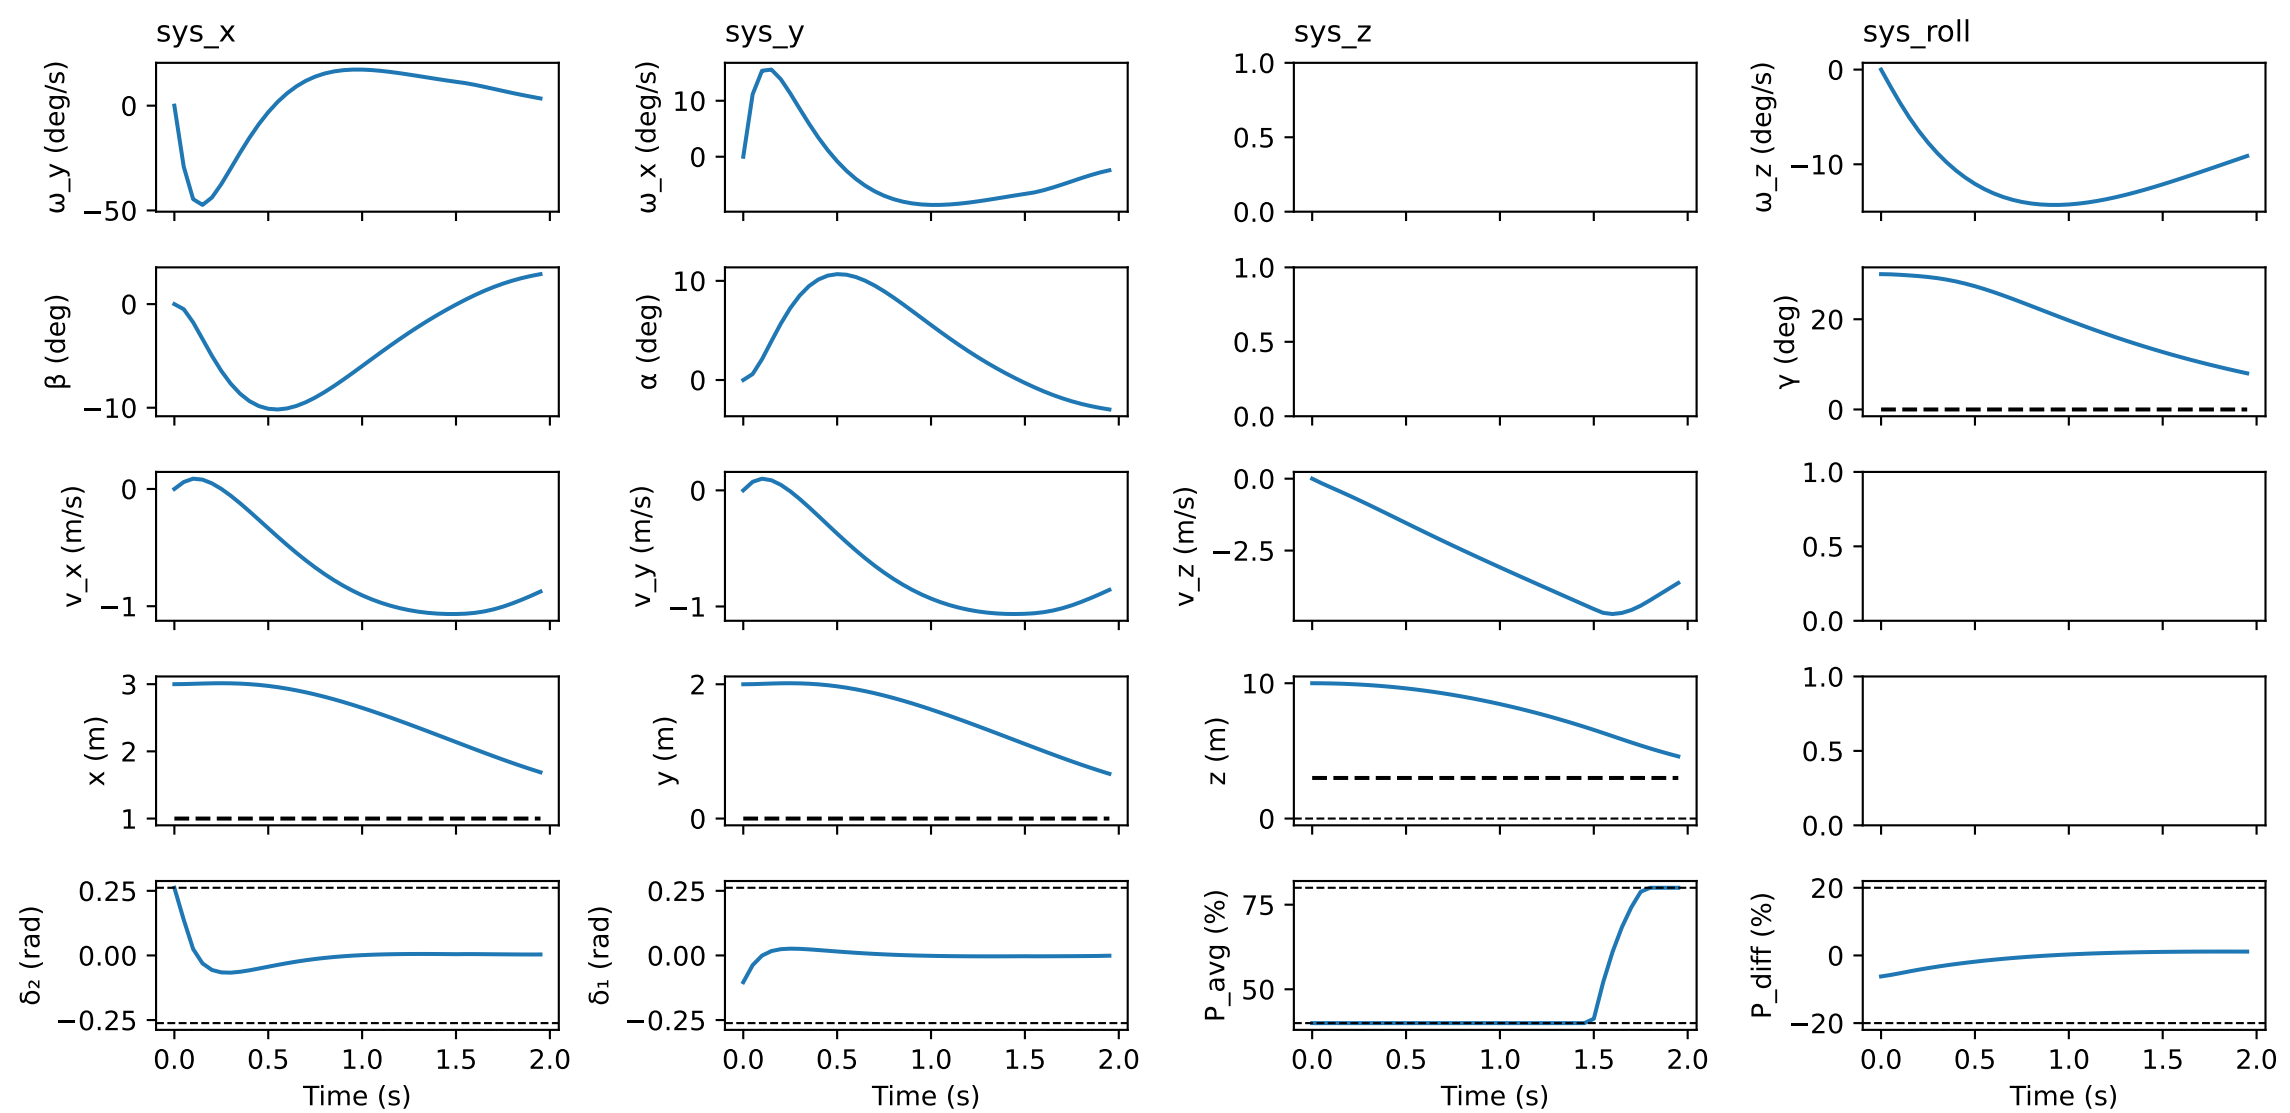 sys_x
sys_y
sys_z
sys_roll
ω_y (deg/s)
0
−50
ω_x (deg/s)
10
0
1.0
0.5
0.0
ω_z (deg/s)
0
−10
β (deg)
0
−10
α (deg)
10
0
1.0
0.5
0.0
γ (deg)
20
0
v_x (m/s)
0
−1
v_y (m/s)
0
−1
v_z (m/s)
0.0
−2.5
1.0
0.5
0.0
x (m)
3
2
1
y (m)
2
0
z (m)
10
0
1.0
0.5
0.0
δ₂ (rad)
0.25
0.00
−0.25
0.0 0.5 1.0 1.5 2.0
Time (s)
δ₁ (rad)
0.25
0.00
−0.25
0.0 0.5 1.0 1.5 2.0
Time (s)
P_avg (%)
75
50
0.0 0.5 1.0 1.5 2.0
Time (s)
P_diff (%)
20
0
−20
0.0 0.5 1.0 1.5 2.0
Time (s)